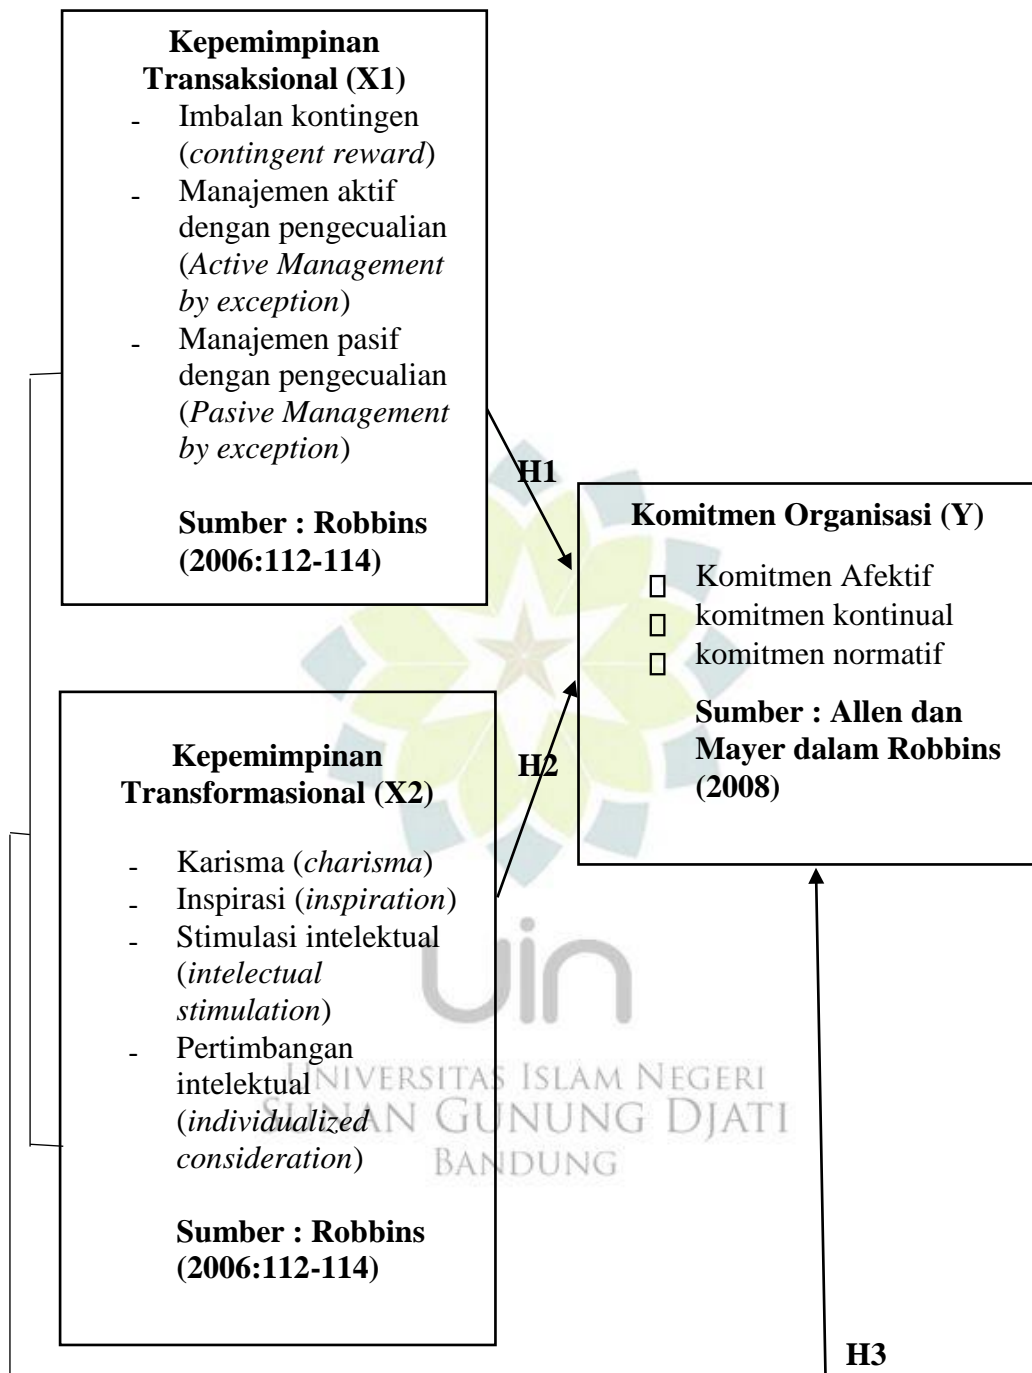 Kepemimpinan
Transaksional (X1)
- Imbalan kontingen
(contingent reward)
- Manajemen aktif
dengan pengecualian
(Active Management
by exception)
- Manajemen pasif
dengan pengecualian
(Pasive Management
by exception)
Sumber : Robbins
(2006:112-114)
H1
Komitmen Organisasi (Y)
Komitmen Afektif
komitmen kontinual
komitmen normatif
Sumber : Allen dan
Mayer dalam Robbins
(2008)
H2
Kepemimpinan
Transformasional (X2)
- Karisma (charisma)
- Inspirasi (inspiration)
- Stimulasi intelektual
(intelectual
stimulation)
- Pertimbangan
intelektual
(individualized
consideration)
Sumber : Robbins
(2006:112-114)
H3
uin
UNIVERSITAS ISLAM NEGERI
SUNAN GUNUNG DJATI
BANDUNG